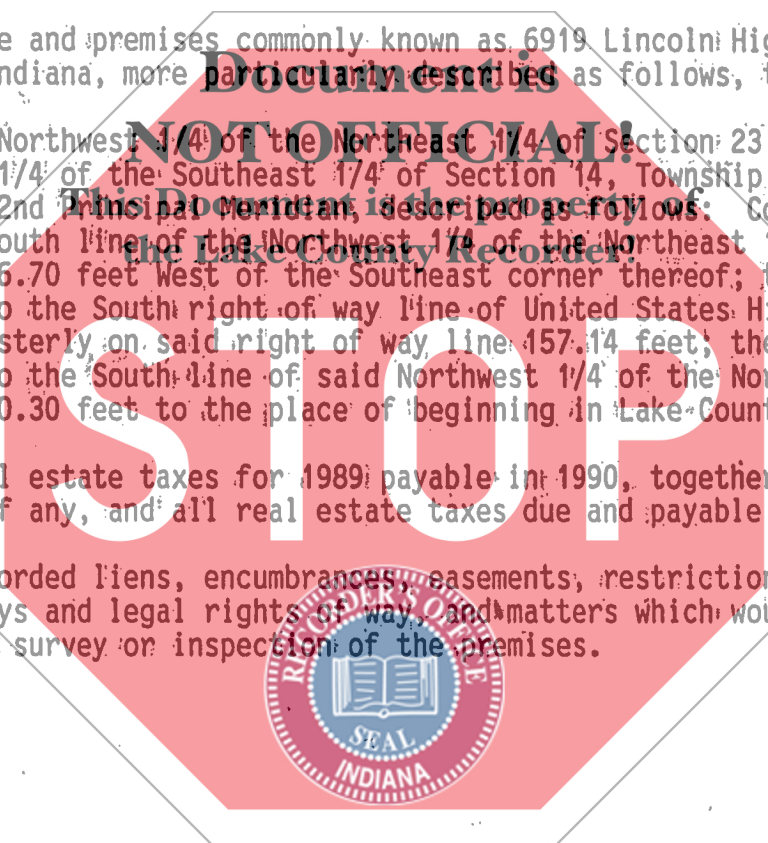 e and premises commonly known as 6919 Lincoln Hig
ndiana, more particularly described as follows, t
Document is
Northwest 1/4 of the Northeast 1/4 of Section 23
NOT OFFICIAL!
1/4 of the Southeast 1/4 of Section 14, Township
2nd Principal Meridian, described as follows: Co
This Document is the property of
outh line of the Northwest 1/4 of the Northeast
the Lake County Recorder!
6.70 feet West of the Southeast corner thereof;
o the South right of way line of United States Hi
sterly on said right of way line 157.14 feet; the
o the South line of said Northwest 1/4 of the No
0.30 feet to the place of beginning in Lake Count
STOP
l estate taxes for 1989 payable in 1990, together
f any, and all real estate taxes due and payable
orded liens, encumbrances, easements, restriction
ys and legal rights of way, and matters which wou
survey or inspection of the premises.
RECORDER'S OFFICE
SEAL
INDIANA